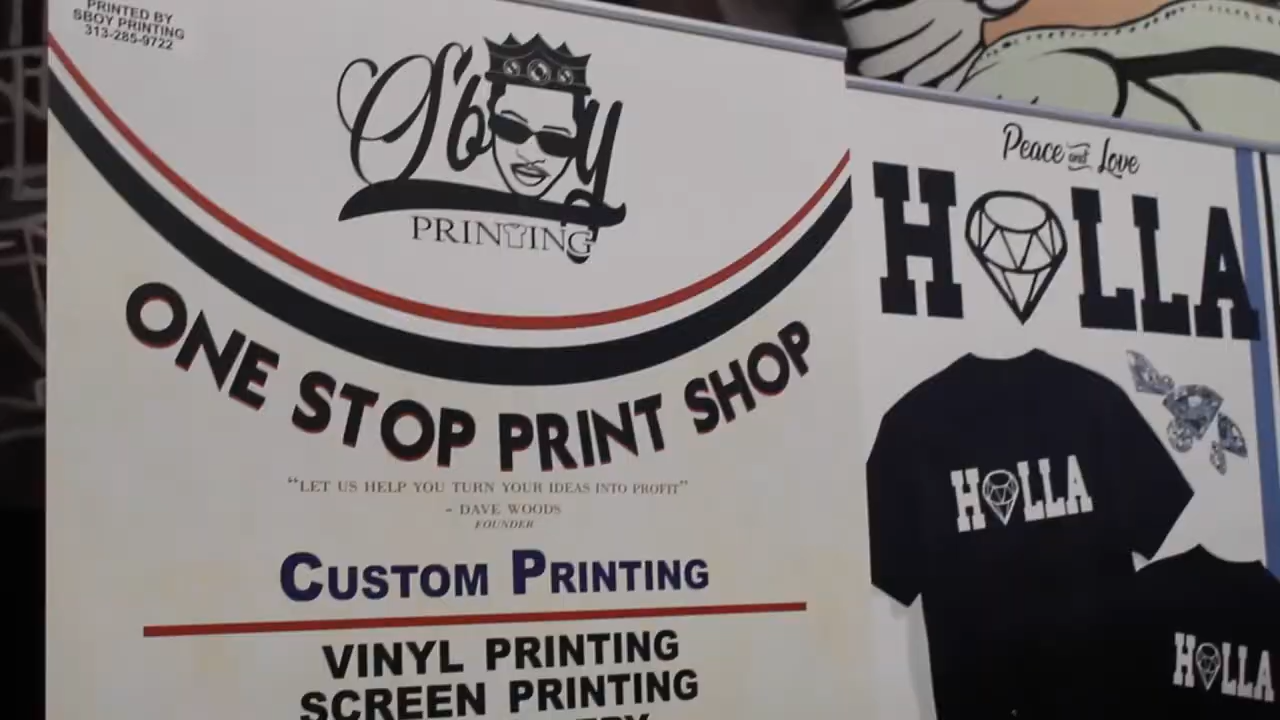 PRINTED BY
SBOY PRINTING
313-285-9722
Sboy
PRINTING
ONE STOP PRINT SHOP
"LET US HELP YOU TURN YOUR IDEAS INTO PROFIT"
- DAVE WOODS
FOUNDER
CUSTOM PRINTING
VINYL PRINTING
SCREEN PRINTING
Peace and Love
HOLLA
HOLLA
HOLLA